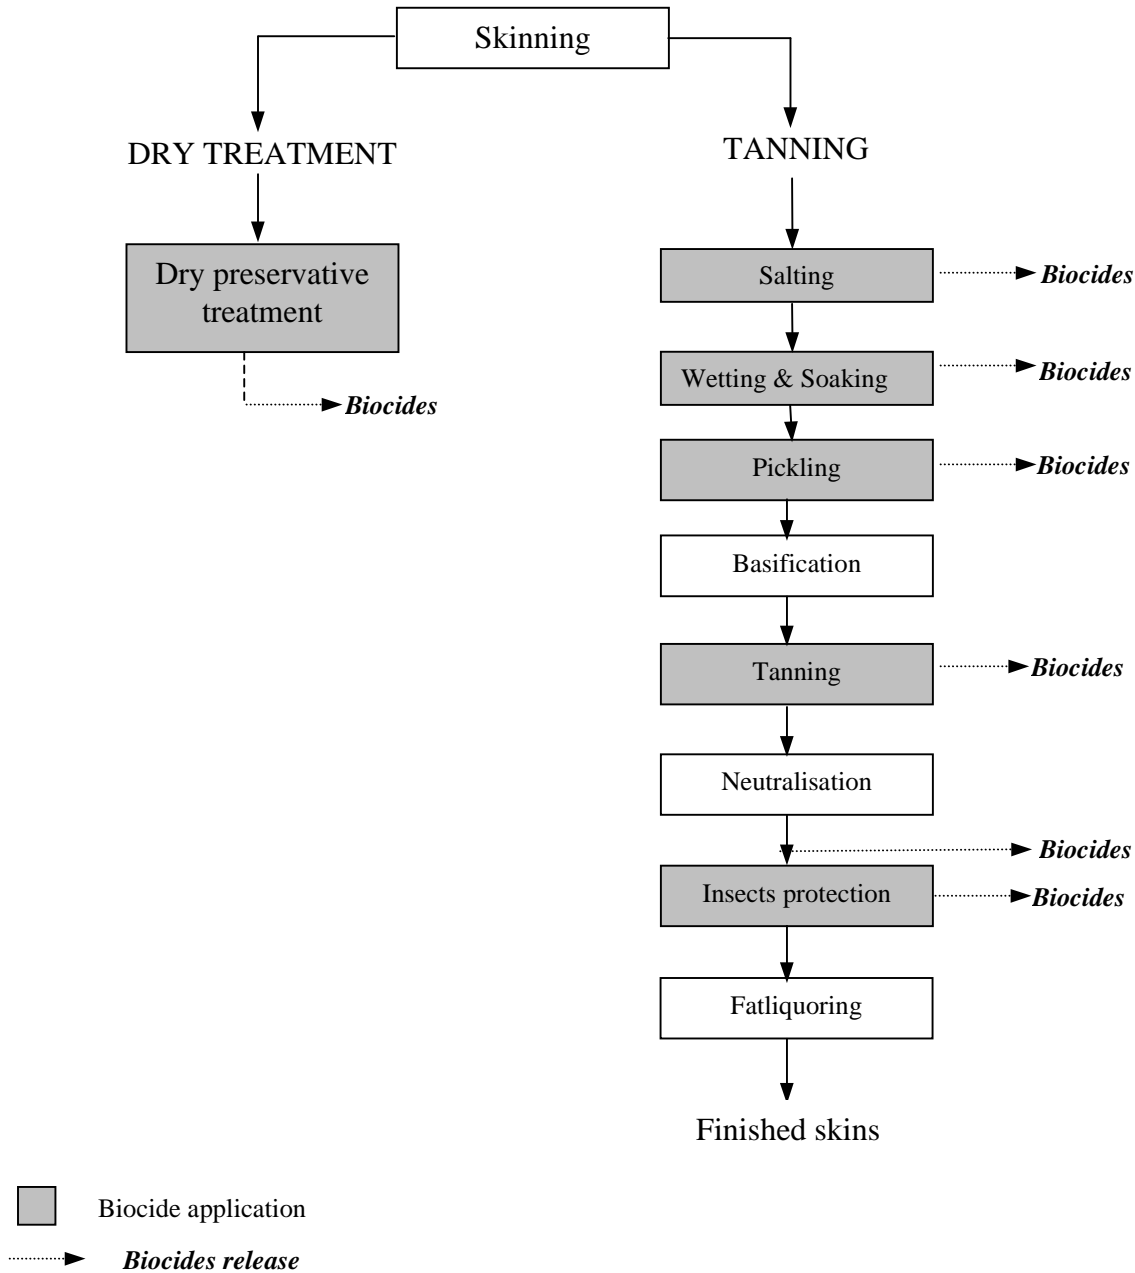 Skinning
DRY TREATMENT
TANNING
Dry preservative
treatment
Biocides
Salting
Biocides
Wetting & Soaking
Biocides
Pickling
Biocides
Basification
Tanning
Biocides
Neutralisation
Biocides
Insects protection
Biocides
Fatliquoring
Finished skins
Biocide application
Biocides release